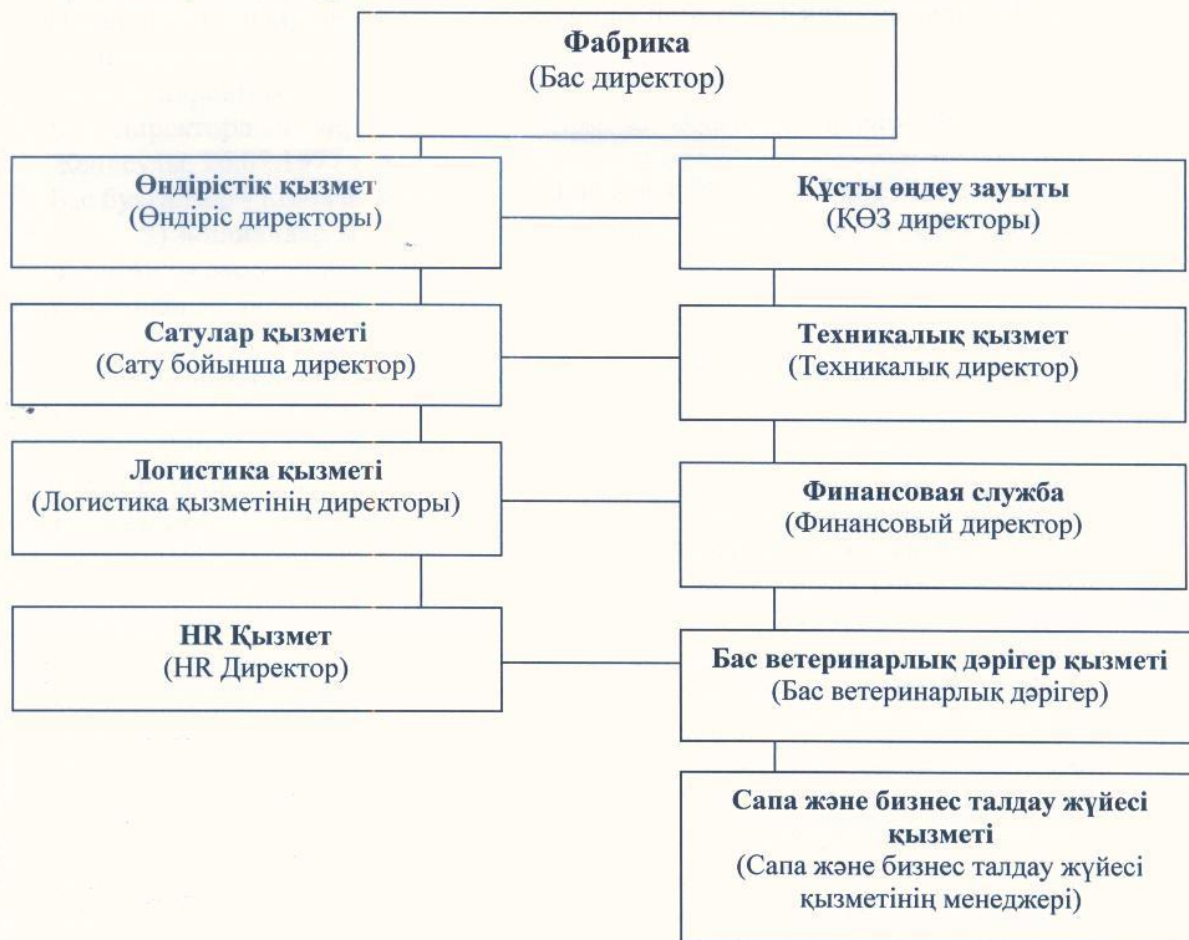 Фабрика
(Бас директор)
Өндірістік қызмет
(Өндіріс директоры)
Құсты өңдеу зауыты
(ҚӨЗ директоры)
Сатулар қызметі
(Сату бойынша директор)
Техникалық қызмет
(Техникалық директор)
Логистика қызметі
(Логистика қызметінің директоры)
Финансовая служба
(Финансовый директор)
HR Қызмет
(HR Директор)
Бас ветеринарлық дәрігер қызметі
(Бас ветеринарлық дәрігер)
Сапа және бизнес талдау жүйесі
қызметі
(Сапа және бизнес талдау жүйесі
қызметінің менеджері)